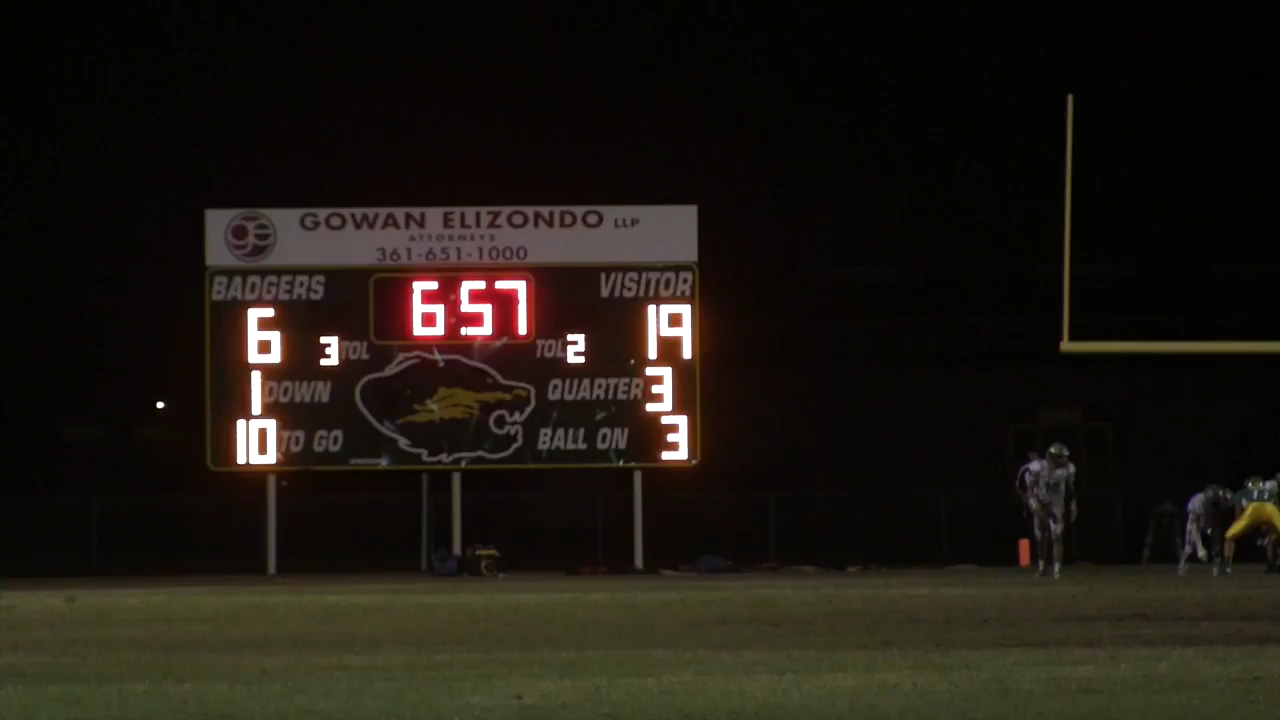 ge GOWAN ELIZONDO LLP
ATTORNEYS
361-651-1000
BADGERS 6:57 VISITOR
6 3 TOL TOL 2 19
1 DOWN QUARTER 3
10 TO GO BALL ON 3